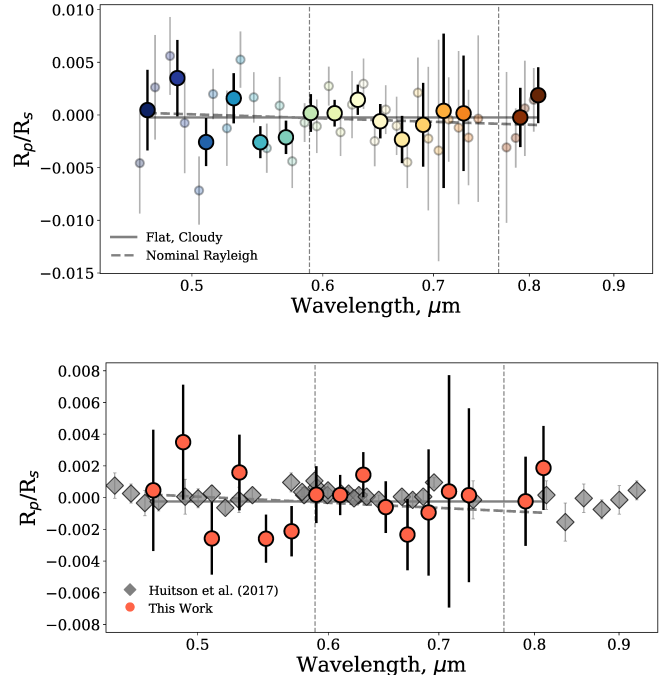 0.010
0.005
0.000
−0.005
−0.010
−0.015
Rp/Rs
Flat, Cloudy
Nominal Rayleigh
0.5 0.6 0.7 0.8 0.9
Wavelength, μm
0.008
0.006
0.004
0.002
0.000
−0.002
−0.004
−0.006
−0.008
Rp/Rs
Huitson et al. (2017)
This Work
0.5 0.6 0.7 0.8 0.9
Wavelength, μm